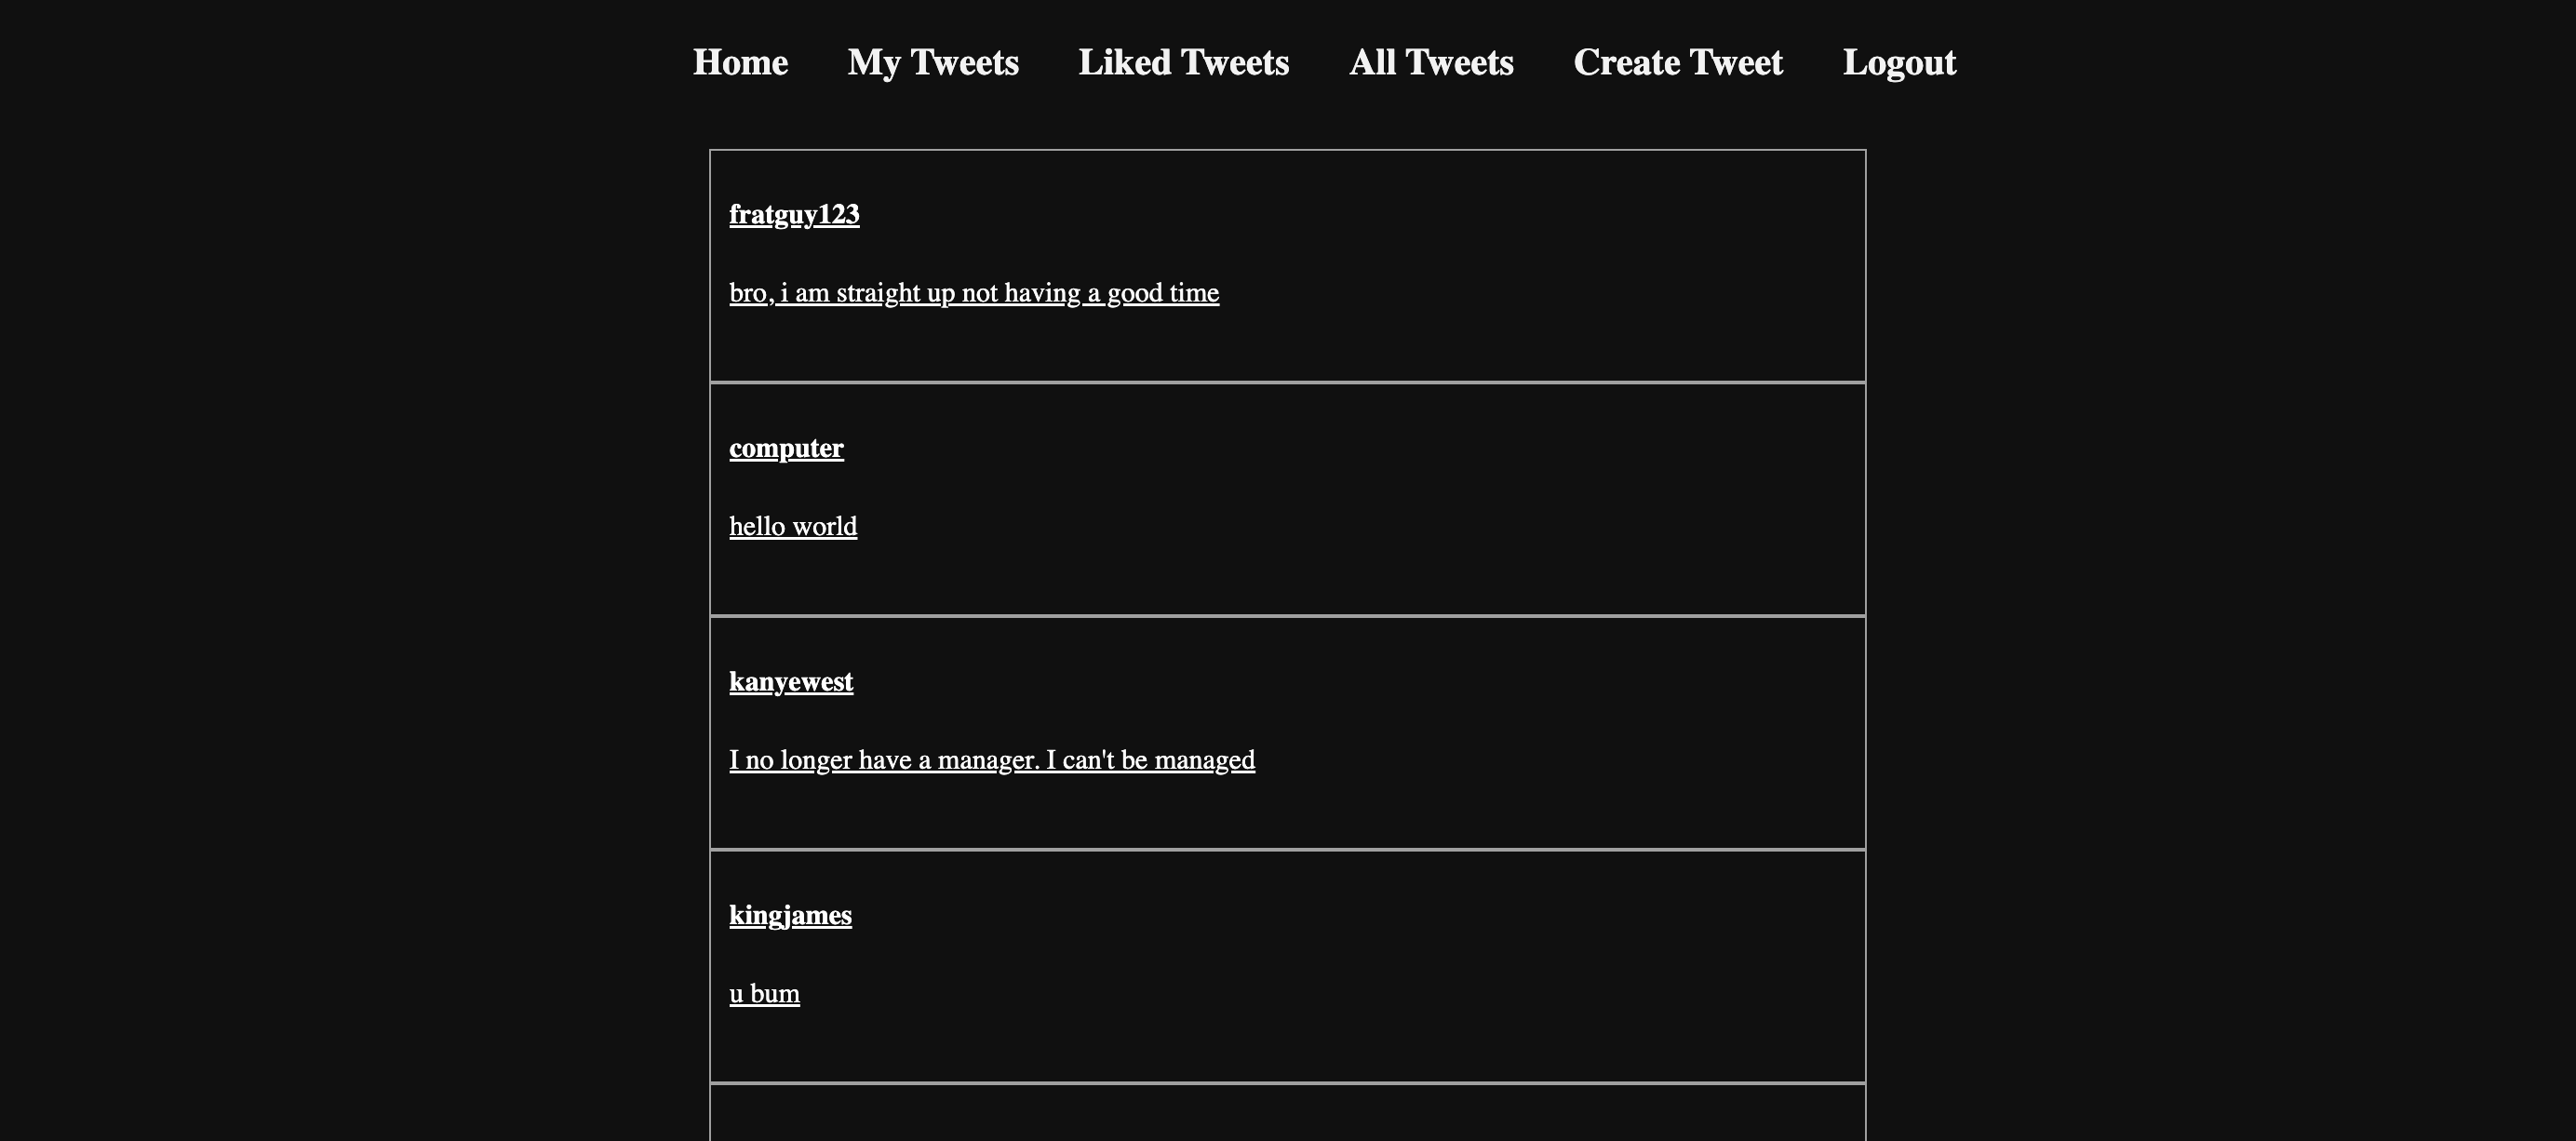 Home My Tweets Liked Tweets All Tweets Create Tweet Logout
fratguy123
bro, i am straight up not having a good time
computer
hello world
kanyewest
I no longer have a manager. I can't be managed
kingjames
u bum